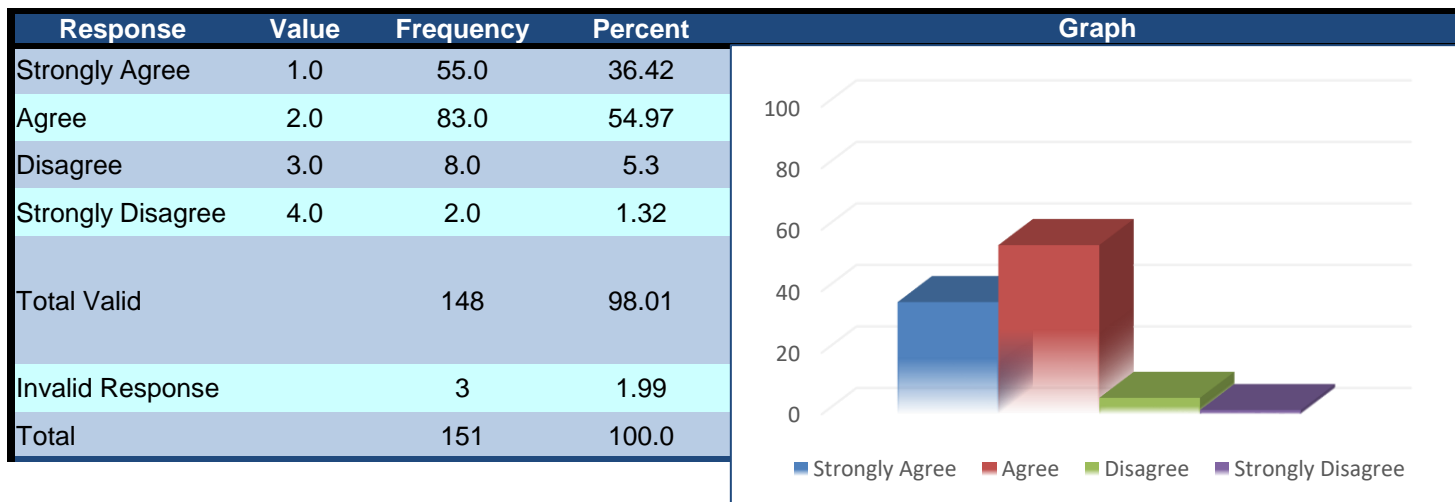 Response Value Frequency Percent Graph
Strongly Agree 1.0 55.0 36.42
Agree 2.0 83.0 54.97
Disagree 3.0 8.0 5.3
Strongly Disagree 4.0 2.0 1.32
Total Valid 148 98.01
Invalid Response 3 1.99
Total 151 100.0
100
80
60
40
20
0
Strongly Agree Agree Disagree Strongly Disagree